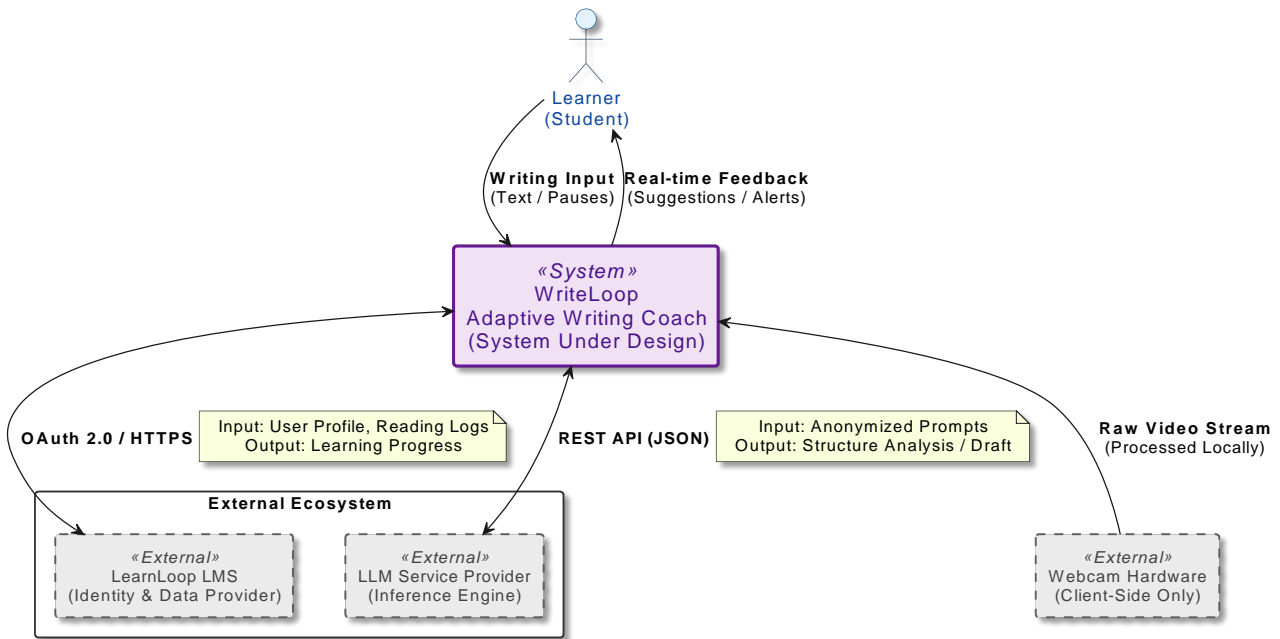 Learner
(Student)
Writing Input
(Text / Pauses)
Real-time Feedback
(Suggestions / Alerts)
«System»
WriteLoop
Adaptive Writing Coach
(System Under Design)
OAuth 2.0 / HTTPS
Input: User Profile, Reading Logs
Output: Learning Progress
REST API (JSON)
Input: Anonymized Prompts
Output: Structure Analysis / Draft
Raw Video Stream
(Processed Locally)
External Ecosystem
«External»
LearnLoop LMS
(Identity & Data Provider)
«External»
LLM Service Provider
(Inference Engine)
«External»
Webcam Hardware
(Client-Side Only)